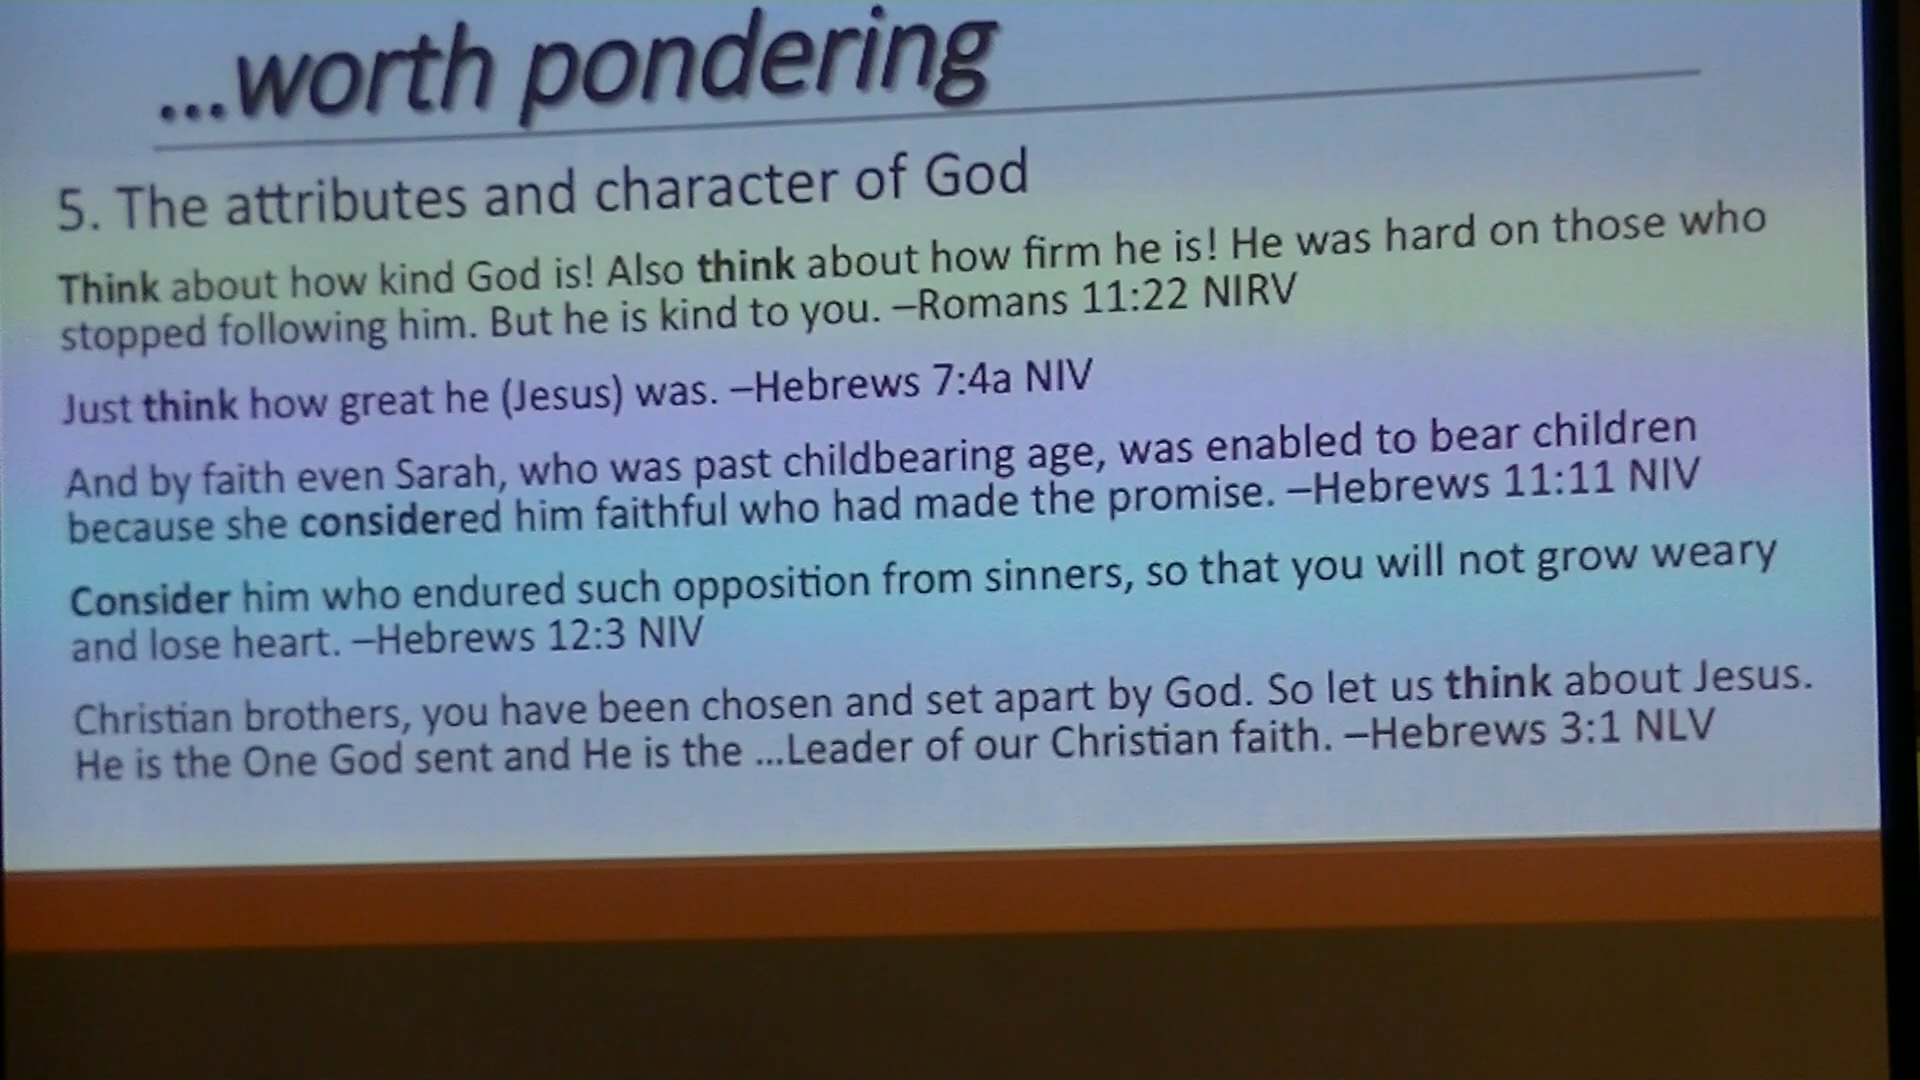 ...worth pondering
5. The attributes and character of God
Think about how kind God is! Also think about how firm he is! He was hard on those who
stopped following him. But he is kind to you. –Romans 11:22 NIRV
Just think how great he (Jesus) was. –Hebrews 7:4a NIV
And by faith even Sarah, who was past childbearing age, was enabled to bear children
because she considered him faithful who had made the promise. –Hebrews 11:11 NIV
Consider him who endured such opposition from sinners, so that you will not grow weary
and lose heart. –Hebrews 12:3 NIV
Christian brothers, you have been chosen and set apart by God. So let us think about Jesus.
He is the One God sent and He is the ...Leader of our Christian faith. –Hebrews 3:1 NLV